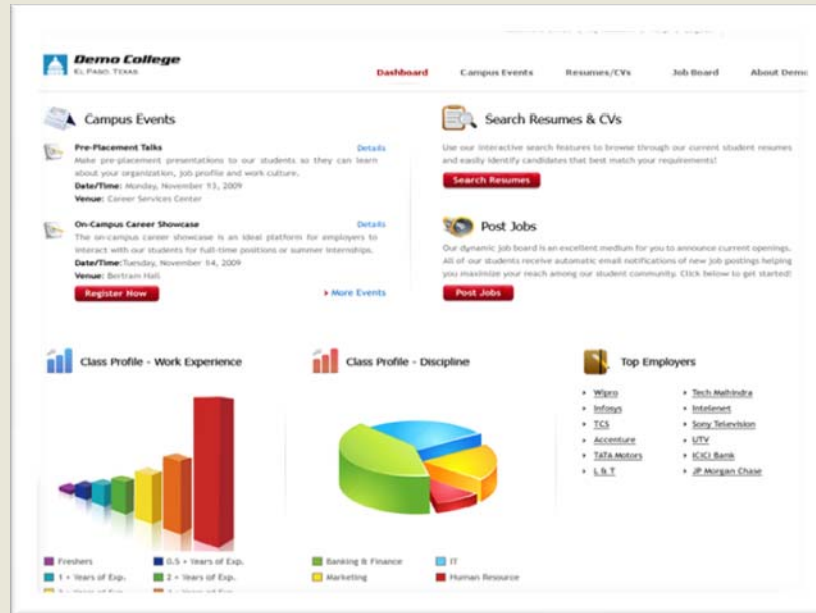 Demo College
EL PASO, TEXAS
Dashboard
Campus Events
Resumes/CVs
Job Board
About Demo
Campus Events
Pre-Placement Talks
Details
Make pre-placement presentations to our students so they can learn
about your organization, job profile and work culture.
Date/Time: Monday, November 13, 2009
Venue: Career Services Center
On-Campus Career Showcase
Details
The on-campus career showcase is an ideal platform for employers to
interact with our students for full-time positions or summer internships.
Date/Time:Tuesday, November 14, 2009
Venue: Bertram Hall
Register Now
More Events
Search Resumes & CVs
Use our interactive search features to browse through our current student resumes
and easily identify candidates that best match your requirements!
Search Resumes
Post Jobs
Our dynamic job board is an excellent medium for you to announce current openings.
All of our students receive automatic email notifications of new job postings helping
you maximize your reach among our student community. Click below to get started!
Post Jobs
Class Profile - Work Experience
Freshers
0.5 + Years of Exp.
1 + Years of Exp.
2 + Years of Exp.
Class Profile - Discipline
Banking & Finance
IT
Marketing
Human Resource
Top Employers
Wipro
Infosys
TCS
Accenture
TATA Motors
L & T
Tech Mahindra
Intelenet
Sony Television
UTV
ICICI Bank
JP Morgan Chase